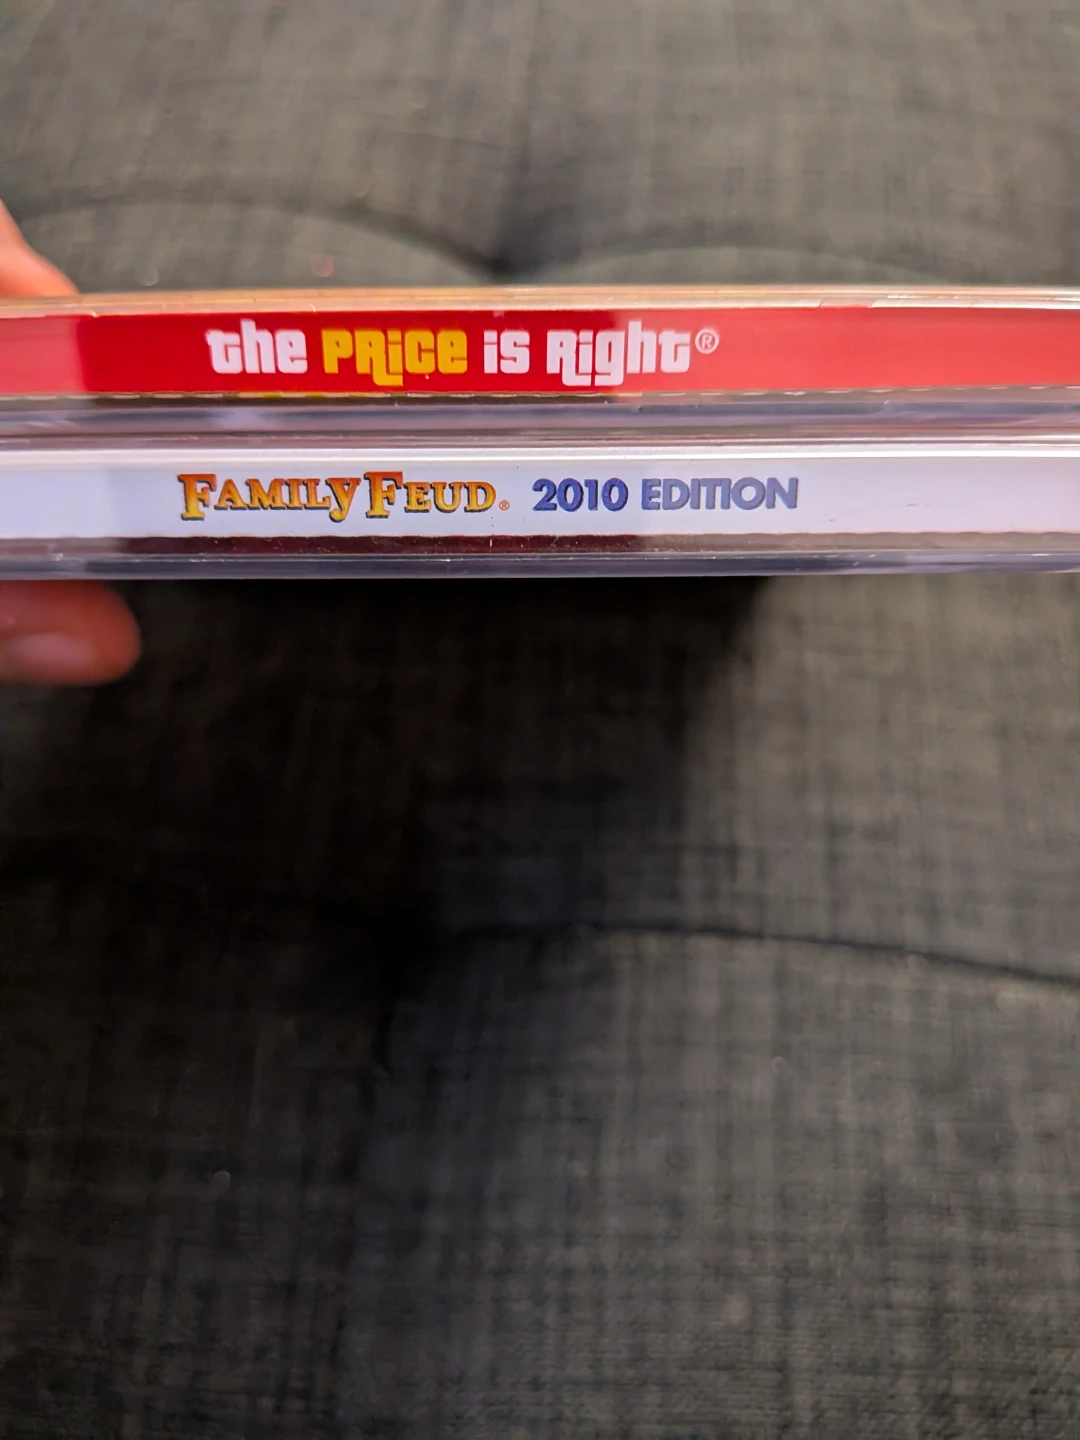 the PRiCE is Right®
FAMILY FEUD® 2010 EDITION